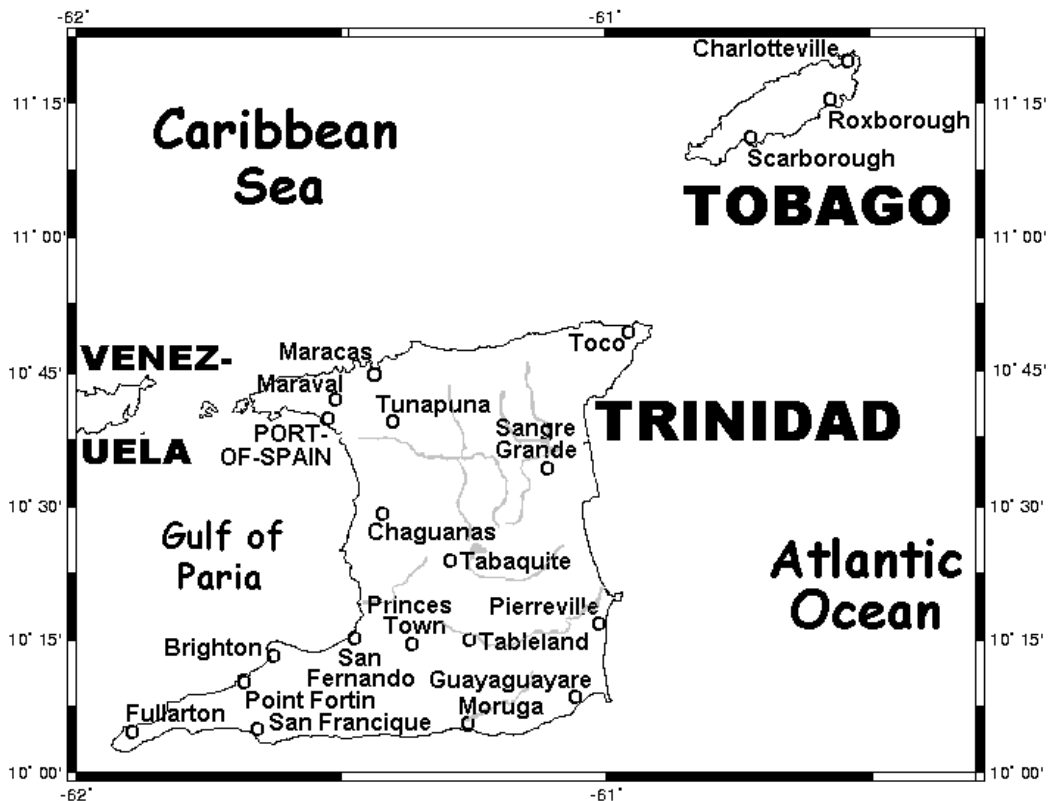 -62°
-61°
Charlotteville
11° 15'
11° 15'
Caribbean
Sea
Roxborough
Scarborough
TOBAGO
11° 00'
11° 00'
Toco
VENEZ-
Maracas
10° 45'
10° 45'
Maraval
Tunapuna
TRINIDAD
Sangre
Grande
PORT-
OF-SPAIN
UELA
10° 30'
10° 30'
Gulf of
Paria
Chaguanas
Atlantic
Ocean
Tabaquite
Princes
Town
Pierreville
10° 15'
10° 15'
Brighton
Tableland
San
Fernando
Guayaguayare
Point Fortin
Moruga
Fullarton
San Francique
10° 00'
10° 00'
-62°
-61°